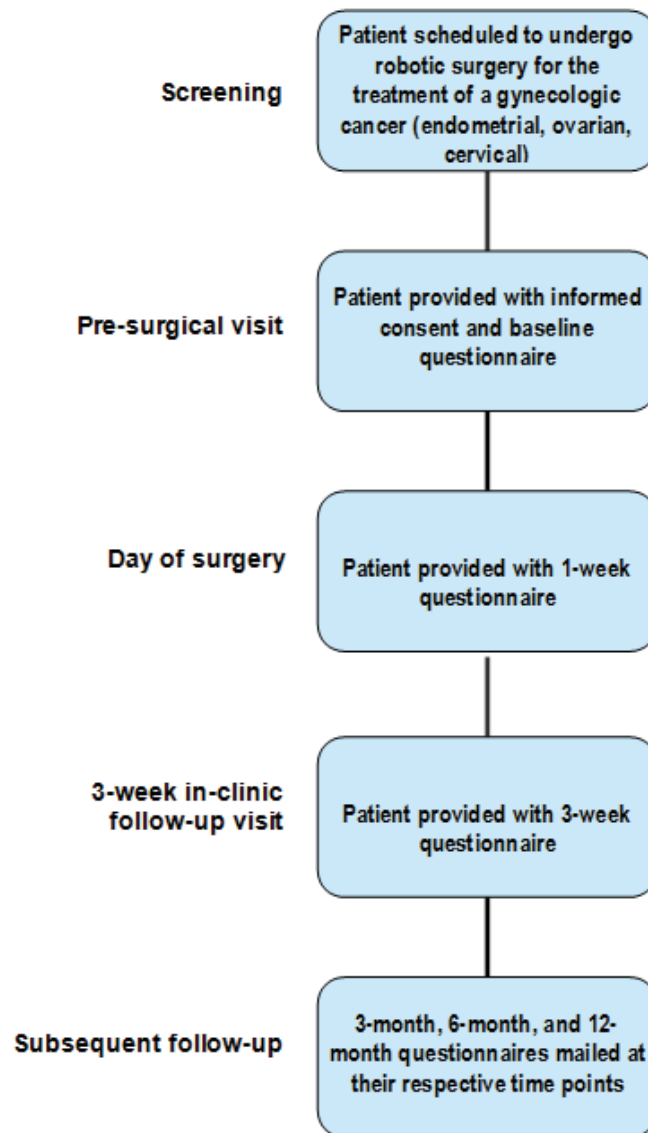 Screening
Patient scheduled to undergo
robotic surgery for the
treatment of a gynecologic
cancer (endometrial, ovarian,
cervical)
Pre-surgical visit
Patient provided with informed
consent and baseline
questionnaire
Day of surgery
Patient provided with 1-week
questionnaire
3-week in-clinic
follow-up visit
Patient provided with 3-week
questionnaire
Subsequent follow-up
3-month, 6-month, and 12-
month questionnaires mailed at
their respective time points